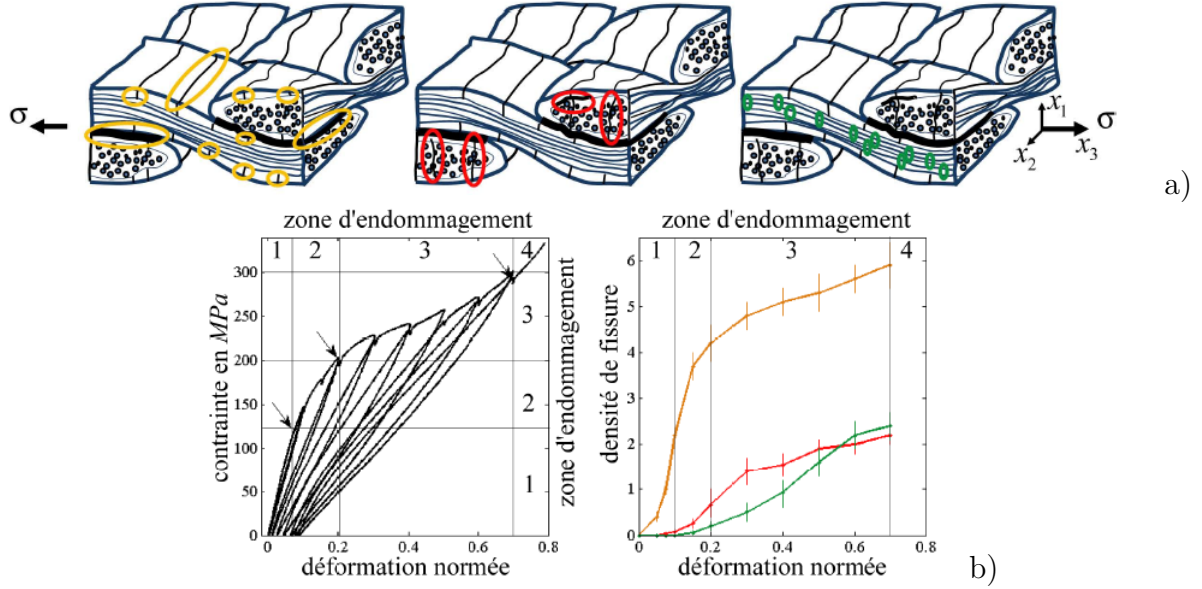 σ
x1
x2
x3
σ
a)
zone d'endommagement
1 2 3 4
contrainte en MPa
300
250
200
150
100
50
0
0 0.2 0.4 0.6 0.8
déformation normée
zone d'endommagement
3
2
1
zone d'endommagement
1 2 3 4
densité de fissure
6
5
4
3
2
1
0
0 0.2 0.4 0.6 0.8
déformation normée
b)